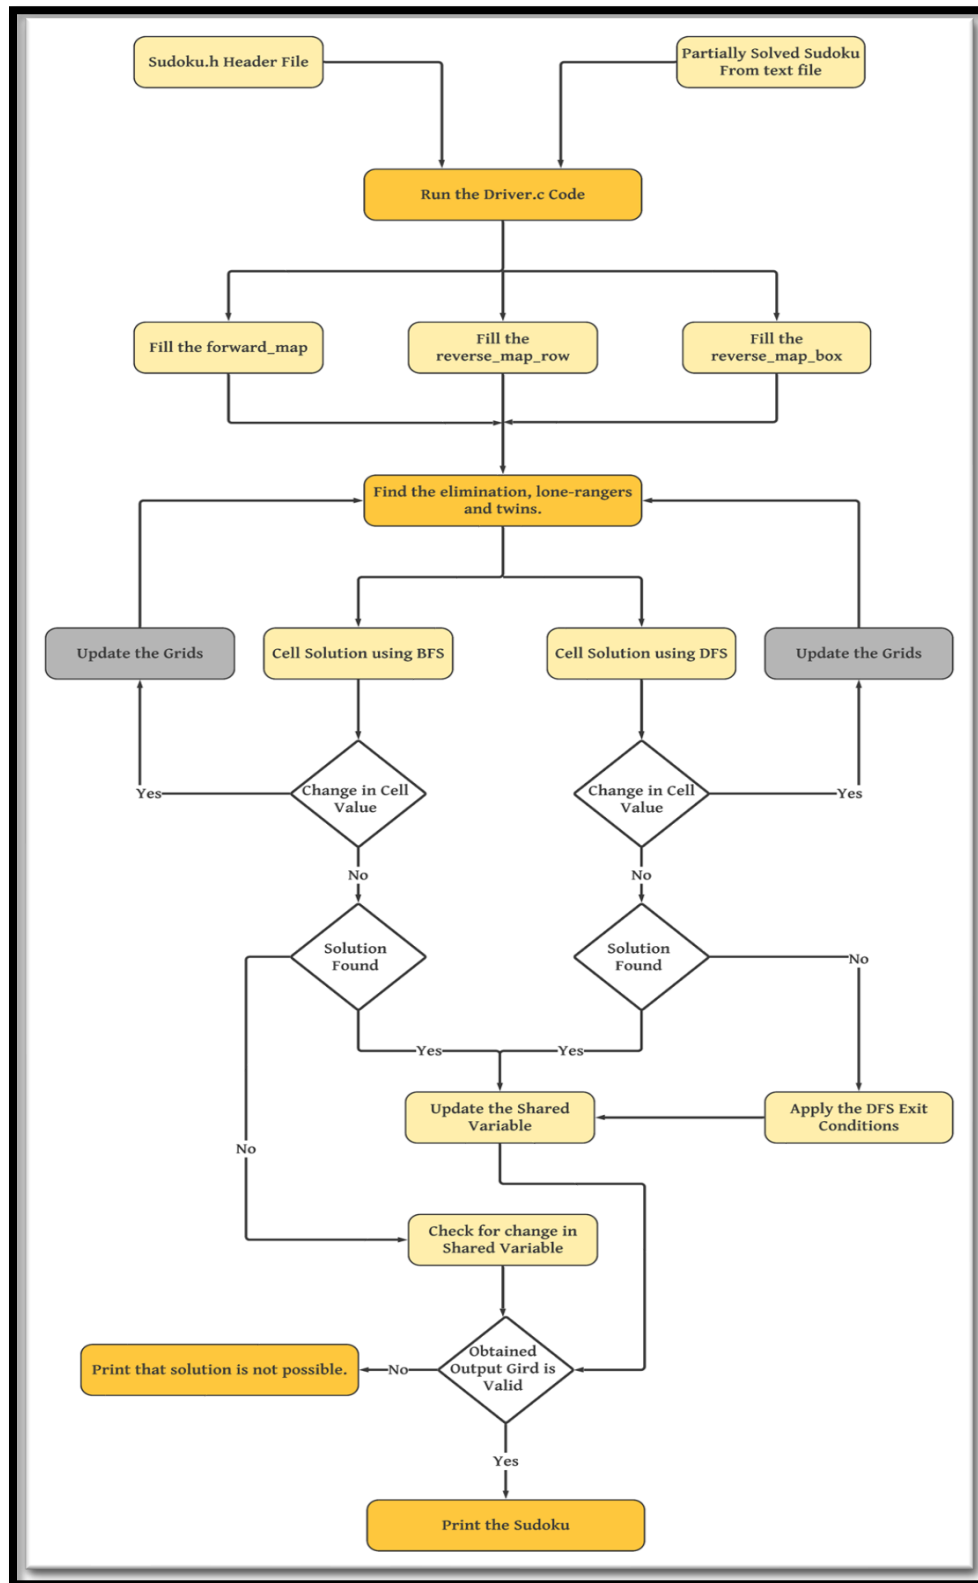 Sudoku.h Header File
Partially Solved Sudoku
From text file
Run the Driver.c Code
Fill the forward_map
Fill the
reverse_map_row
Fill the
reverse_map_box
Find the elimination, lone-rangers
and twins.
Update the Grids
Cell Solution using BFS
Cell Solution using DFS
Update the Grids
Yes
Change in Cell
Value
Change in Cell
Value
Yes
No
No
Solution
Found
Solution
Found
No
Yes
Yes
Update the Shared
Variable
Apply the DFS Exit
Conditions
No
Check for change in
Shared Variable
Print that solution is not possible.
No
Obtained
Output Gird is
Valid
Yes
Print the Sudoku